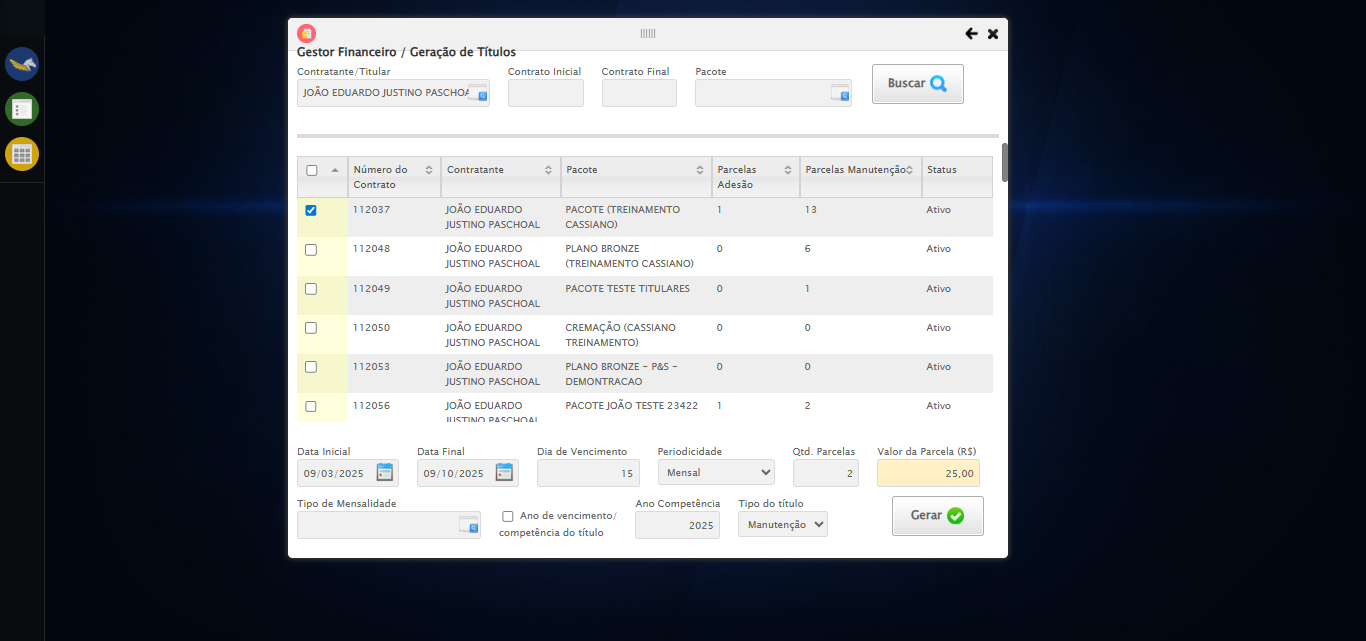 Gestor Financeiro / Geração de Títulos
Contratante/Titular Contrato Inicial Contrato Final Pacote
JOÃO EDUARDO JUSTINO PASCHOA Buscar
Número do Contrato Contratante Pacote Parcelas Adesão Parcelas Manutenção Status
112037 JOÃO EDUARDO JUSTINO PASCHOAL PACOTE (TREINAMENTO CASSIANO) 1 13 Ativo
112048 JOÃO EDUARDO JUSTINO PASCHOAL PLANO BRONZE (TREINAMENTO CASSIANO) 0 6 Ativo
112049 JOÃO EDUARDO JUSTINO PASCHOAL PACOTE TESTE TITULARES 0 1 Ativo
112050 JOÃO EDUARDO JUSTINO PASCHOAL CREMAÇÃO (CASSIANO TREINAMENTO) 0 0 Ativo
112053 JOÃO EDUARDO JUSTINO PASCHOAL PLANO BRONZE - P&S - DEMONTRACAO 0 0 Ativo
112056 JOÃO EDUARDO JUSTINO PASCHOAL PACOTE JOÃO TESTE 23422 1 2 Ativo
Data Inicial Data Final Dia de Vencimento Periodicidade Qtd. Parcelas Valor da Parcela (R$)
09/03/2025 09/10/2025 15 Mensal 2 25,00
Tipo de Mensalidade Ano de vencimento/ competência do título Ano Competência Tipo do título
2025 Manutenção Gerar